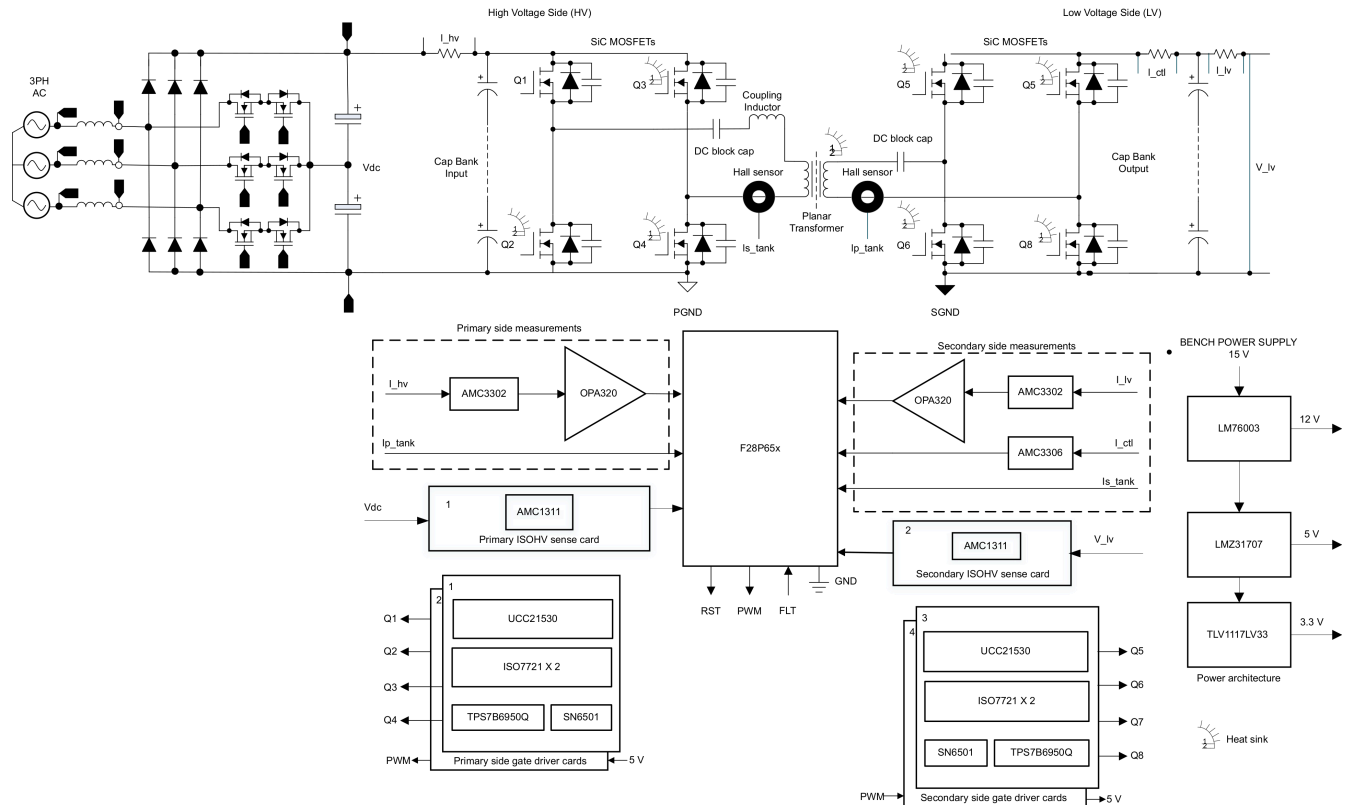 High Voltage Side (HV)
Low Voltage Side (LV)
I_hv
SiC MOSFETs
SiC MOSFETs
3PH
AC
Q1
Q3
Q5
Q5
I_ctl
I_lv
Coupling
Inductor
DC block cap
DC block cap
Vdc
Cap Bank
Input
Hall sensor
Hall sensor
Cap Bank
Output
V_lv
Planar
Transformer
Q2
Q4
Is_tank
Ip_tank
Q6
Q8
PGND
SGND
Primary side measurements
Secondary side measurements
BENCH POWER SUPPLY
15 V
I_hv
AMC3302
OPA320
OPA320
AMC3302
I_lv
LM76003
12 V
Ip_tank
F28P65x
AMC3306
I_ctl
Is_tank
Vdc
1
AMC1311
Primary ISOHV sense card
2
AMC1311
Secondary ISOHV sense card
V_lv
LMZ31707
5 V
RST
PWM
FLT
GND
1
2
UCC21530
ISO7721 X 2
TPS7B6950Q
SN6501
Q1
Q2
Q3
Q4
PWM
Primary side gate driver cards
5 V
3
4
UCC21530
ISO7721 X 2
SN6501
TPS7B6950Q
Q5
Q6
Q7
Q8
PWM
Secondary side gate driver cards
5 V
TLV1117LV33
3.3 V
Power architecture
Heat sink